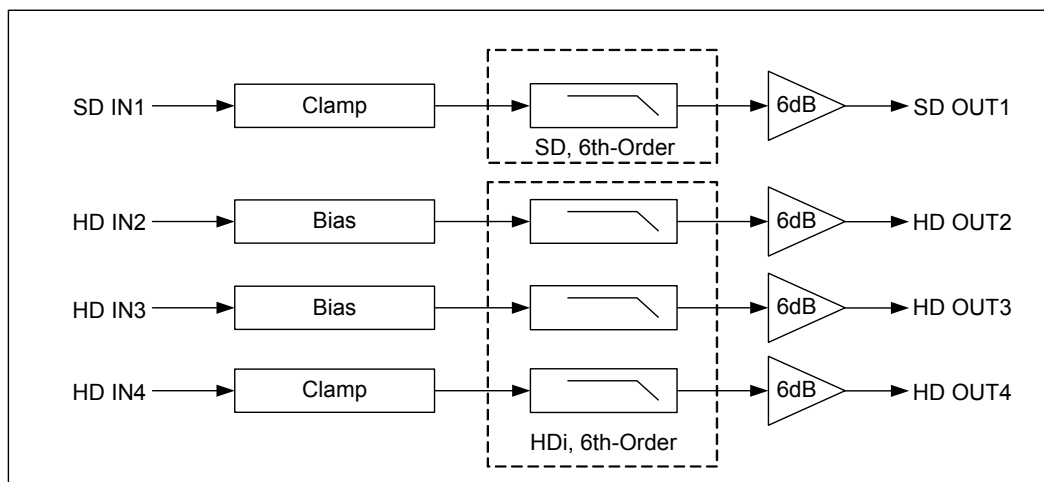 SD IN1 Clamp 6dB SD OUT1
SD, 6th-Order
HD IN2 Bias 6dB HD OUT2
HD IN3 Bias 6dB HD OUT3
HD IN4 Clamp 6dB HD OUT4
HDi, 6th-Order